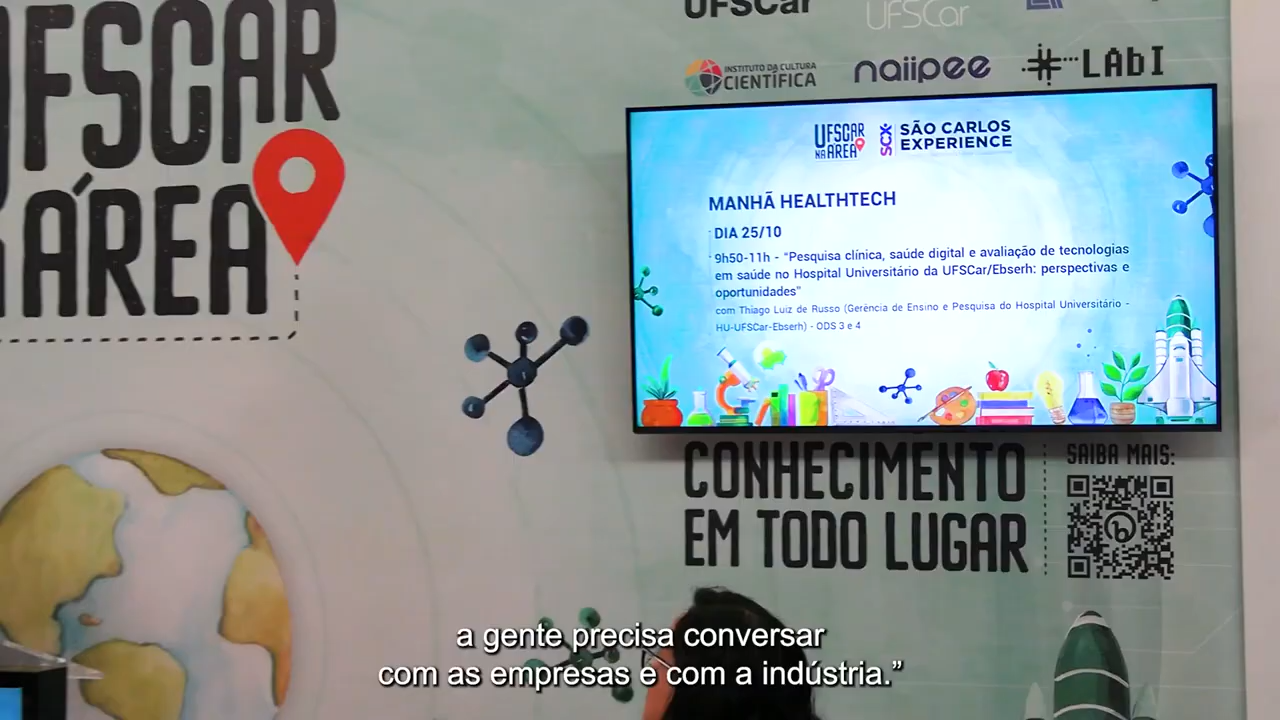 UFSCAR
NA ÁREA
UFSCar
UFSCar
INSTITUTO DA CULTURA
CIENTÍFICA
naiipee
LAbI
UFSCAR
NA ÁREA
SCX
SÃO CARLOS
EXPERIENCE
MANHÃ HEALTHTECH
DIA 25/10
9h50-11h - “Pesquisa clínica, saúde digital e avaliação de tecnologias
em saúde no Hospital Universitário da UFSCar/Ebserh: perspectivas e
oportunidades”
com Thiago Luiz de Russo (Gerência de Ensino e Pesquisa do Hospital Universitário -
HU-UFSCar-Ebserh) - ODS 3 e 4
CONHECIMENTO
EM TODO LUGAR
SAIBA MAIS:
a gente precisa conversar
com as empresas e com a indústria.”